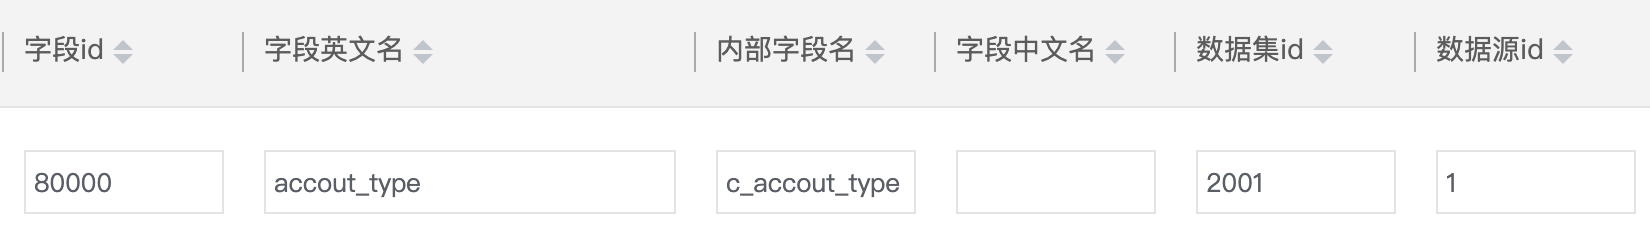 字段id 字段英文名 内部字段名 字段中文名 数据集id 数据源id
80000 accout_type c_accout_type 2001 1